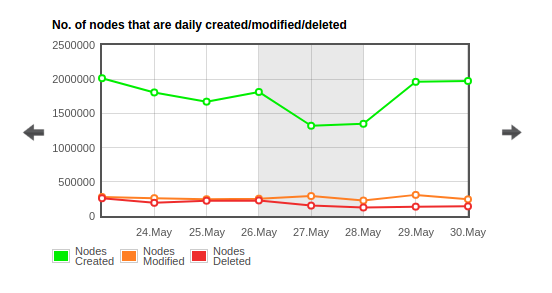 No. of nodes that are daily created/modified/deleted
2500000
2000000
1500000
1000000
500000
0
24.May 25.May 26.May 27.May 28.May 29.May 30.May
Nodes Created
Nodes Modified
Nodes Deleted